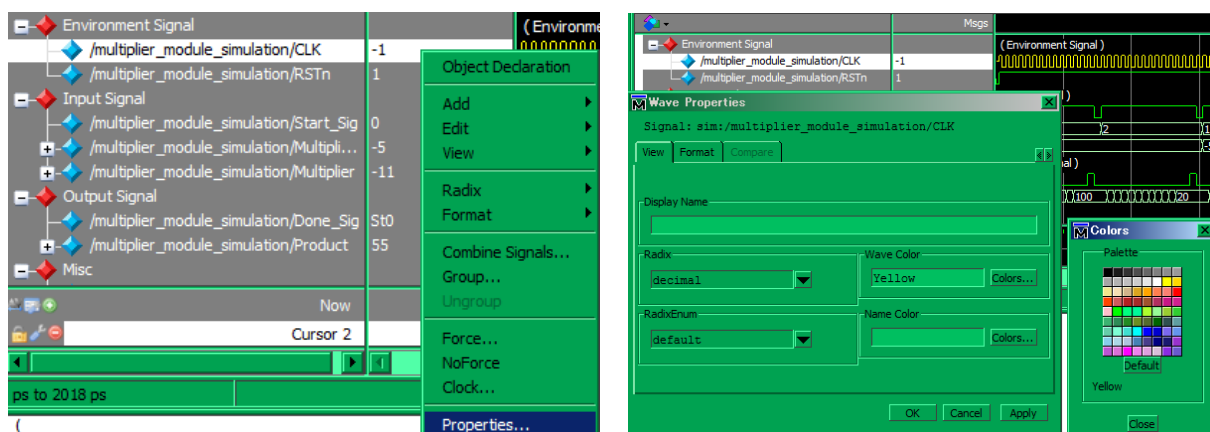 Environment Signal
/multiplier_module_simulation/CLK -1
/multiplier_module_simulation/RSTn 1
Input Signal
/multiplier_module_simulation/Start_Sig 0
/multiplier_module_simulation/Multipli... -5
/multiplier_module_simulation/Multiplier -11
Output Signal
/multiplier_module_simulation/Done_Sig St0
/multiplier_module_simulation/Product 55
Misc
Now
Cursor 2
ps to 2018 ps
(
(Environme
Object Declaration
Add
Edit
View
Radix
Format
Combine Signals...
Group...
Ungroup
Force...
NoForce
Clock...
Properties...
Msgs
Environment Signal
/multiplier_module_simulation/CLK -1
/multiplier_module_simulation/RSTn 1
(Environment Signal)
)
2
al)
100
20
Wave Properties
Signal: sim:/multiplier_module_simulation/CLK
View Format Compare
Display Name
Radix
decimal
Wave Color
Yellow Colors...
RadixEnum
default
Name Color
Colors...
OK Cancel Apply
Colors
Palette
Default
Yellow
Close